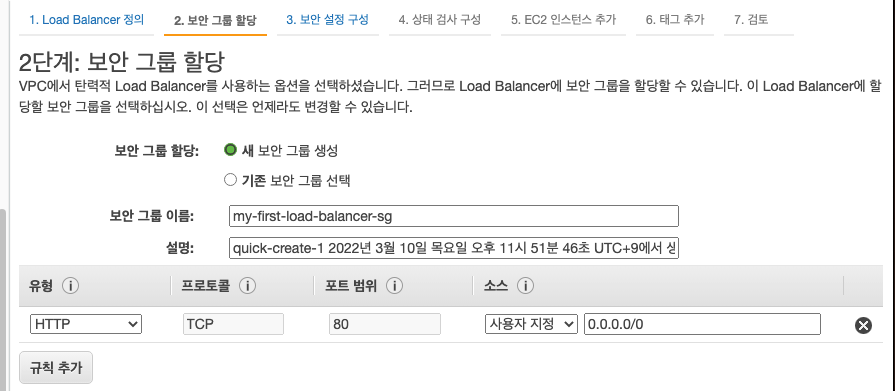 1. Load Balancer 정의 2. 보안 그룹 할당 3. 보안 설정 구성 4. 상태 검사 구성 5. EC2 인스턴스 추가 6. 태그 추가 7. 검토
2단계: 보안 그룹 할당
VPC에서 탄력적 Load Balancer를 사용하는 옵션을 선택하셨습니다. 그러므로 Load Balancer에 보안 그룹을 할당할 수 있습니다. 이 Load Balancer에 할
당할 보안 그룹을 선택하십시오. 이 선택은 언제라도 변경할 수 있습니다.
보안 그룹 할당: 새 보안 그룹 생성
기존 보안 그룹 선택
보안 그룹 이름: my-first-load-balancer-sg
설명: quick-create-1 2022년 3월 10일 목요일 오후 11시 51분 46초 UTC+9에서
유형 i 프로토콜 i 포트 범위 i 소스 i
HTTP TCP 80 사용자 지정 0.0.0.0/0
규칙 추가